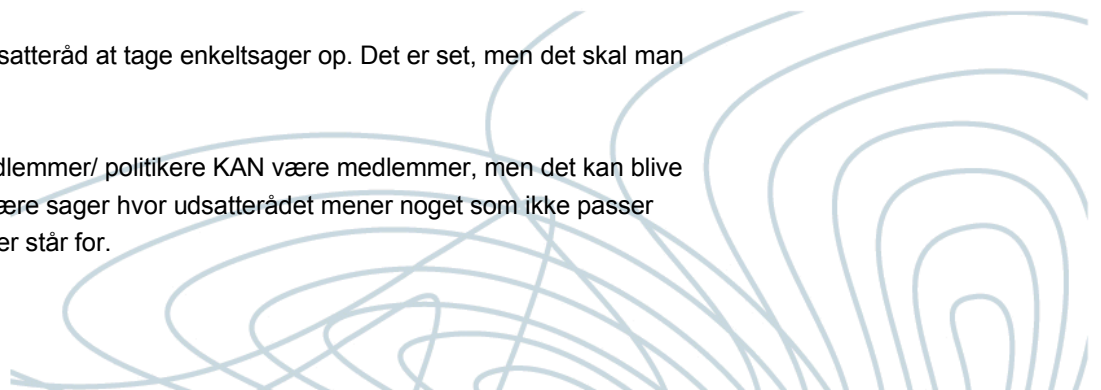 satteråd at tage enkeltsager op. Det er set, men det skal man
dlemmer/ politikere KAN være medlemmer, men det kan blive
ære sager hvor udsatterådet mener noget som ikke passer
er står for.